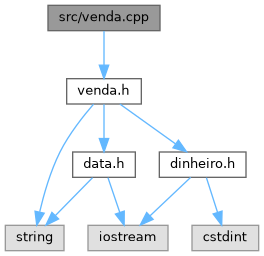 src/venda.cpp
venda.h
data.h
dinheiro.h
string
iostream
cstdint